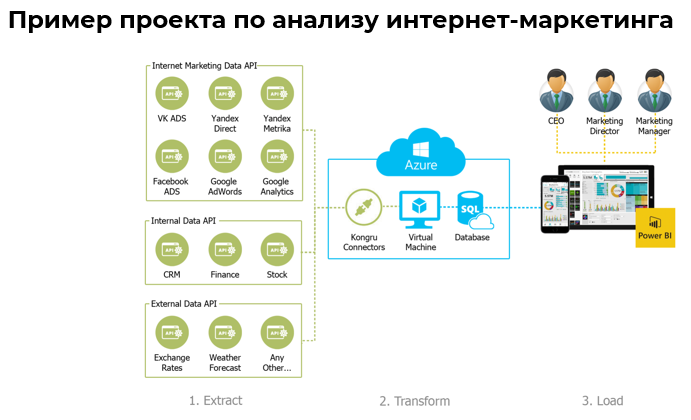 Пример проекта по анализу интернет-маркетинга
Internet Marketing Data API
API
API
API
VK ADS
Yandex
Direct
Yandex
Metrika
API
API
API
Facebook
ADS
Google
AdWords
Google
Analytics
Internal Data API
API
API
API
CRM
Finance
Stock
External Data API
API
API
API
Exchange
Rates
Weather
Forecast
Any
Other...
Azure
SQL
Kongru
Connectors
Virtual
Machine
Database
CEO
Marketing
Director
Marketing
Manager
Power BI
1. Extract
2. Transform
3. Load